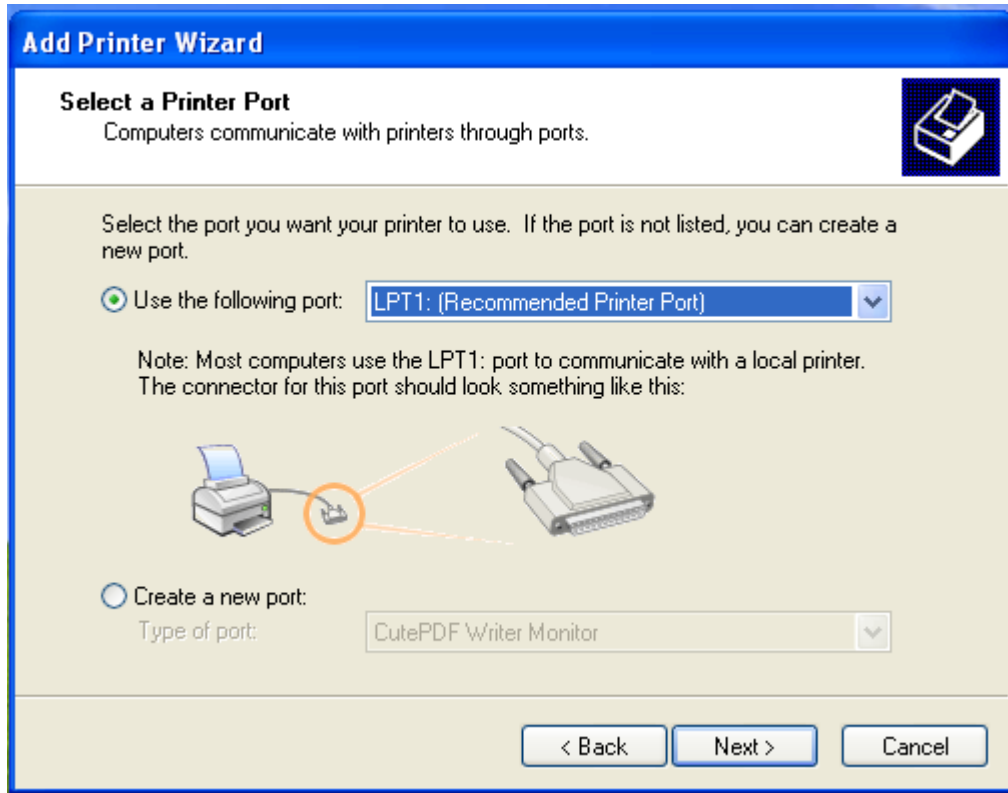 Add Printer Wizard
Select a Printer Port
Computers communicate with printers through ports.
Select the port you want your printer to use.  If the port is not listed, you can create a
new port.
Use the following port: LPT1: (Recommended Printer Port)
Note: Most computers use the LPT1: port to communicate with a local printer.
The connector for this port should look something like this:
Create a new port:
Type of port: CutePDF Writer Monitor
< Back Next > Cancel